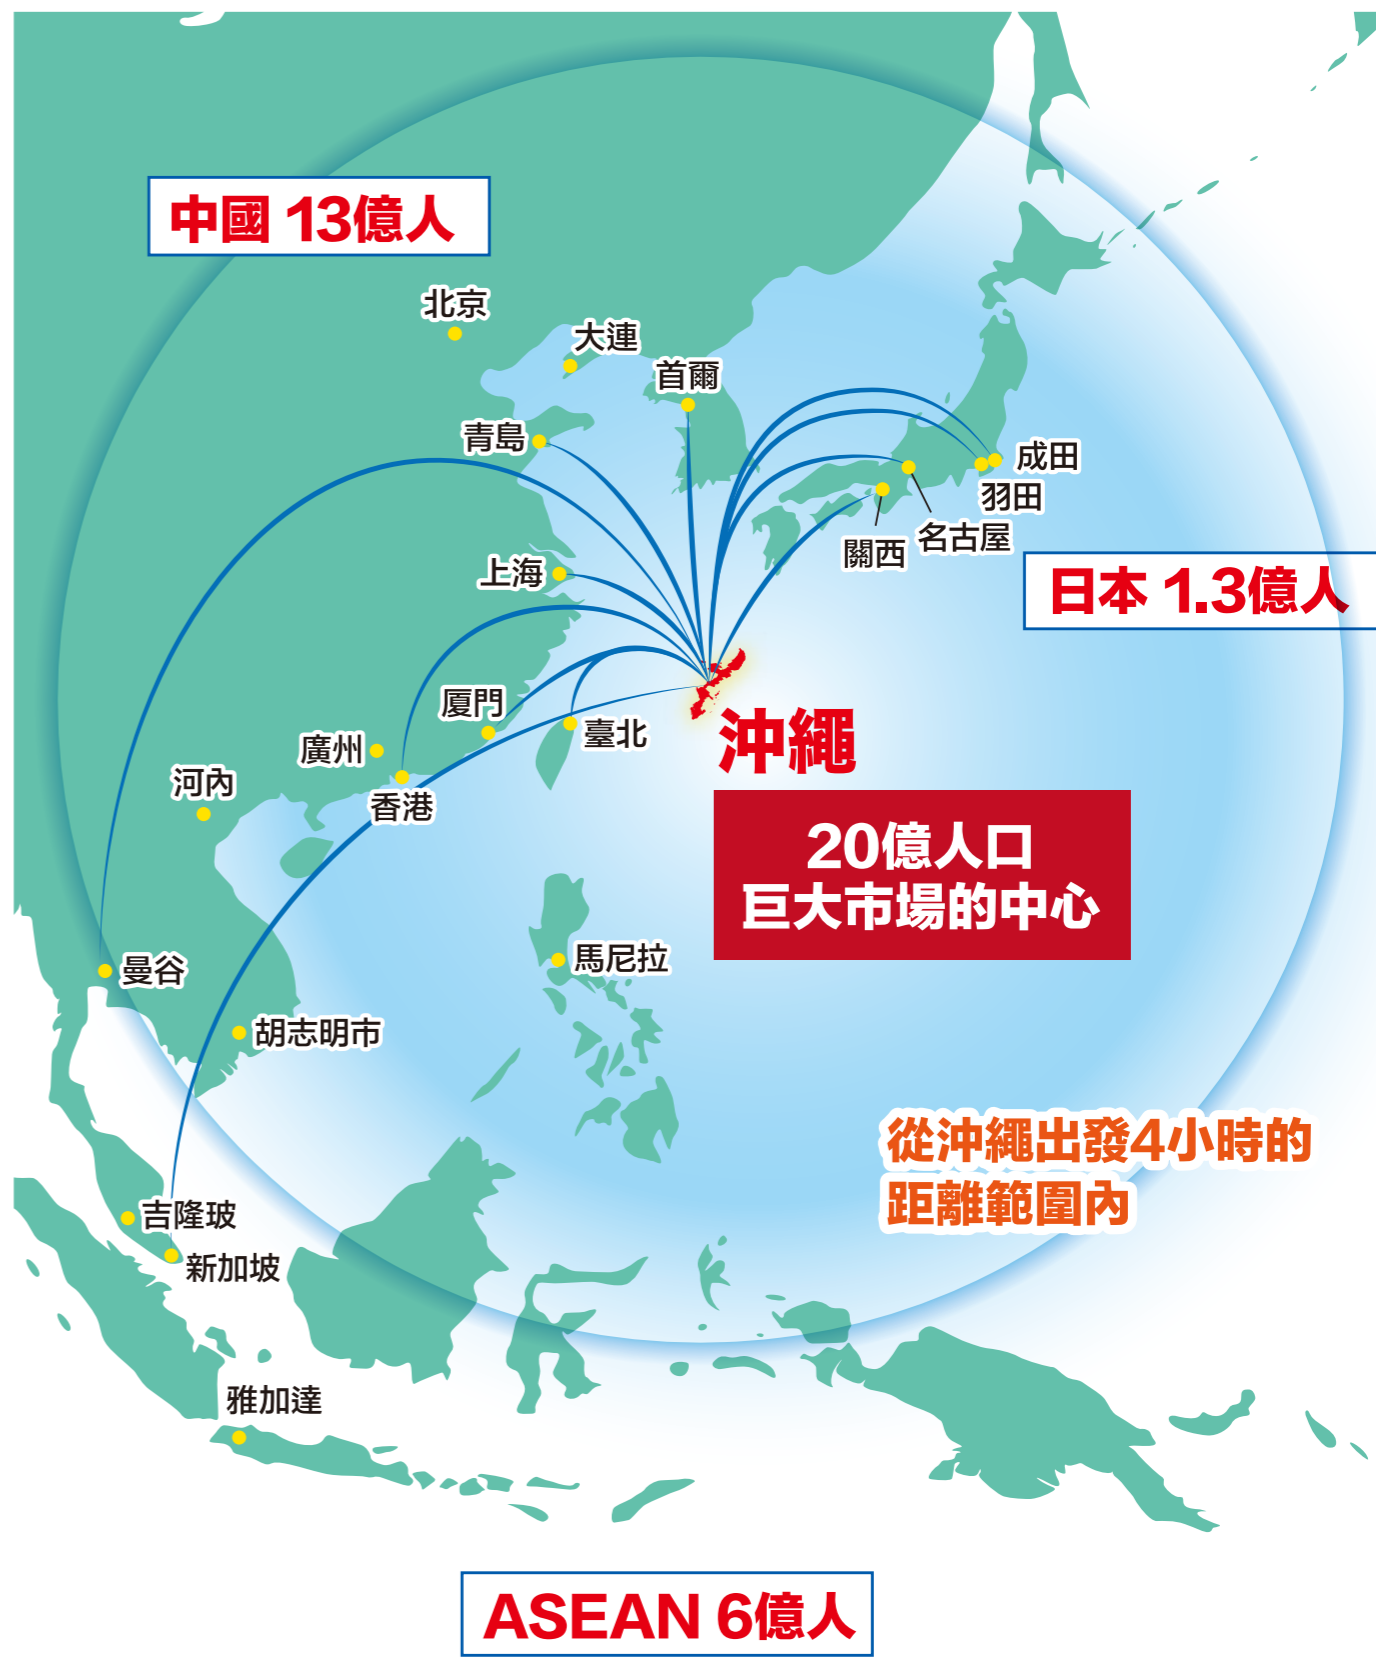 中國 13億人
北京
大連
首爾
青島
成田
羽田
名古屋
關西
上海
日本 1.3億人
沖繩
厦門
臺北
廣州
香港
河內
20億人口
巨大市場的中心
馬尼拉
曼谷
胡志明市
從沖繩出發4小時的
距離範圍內
吉隆玻
新加坡
雅加達
ASEAN 6億人